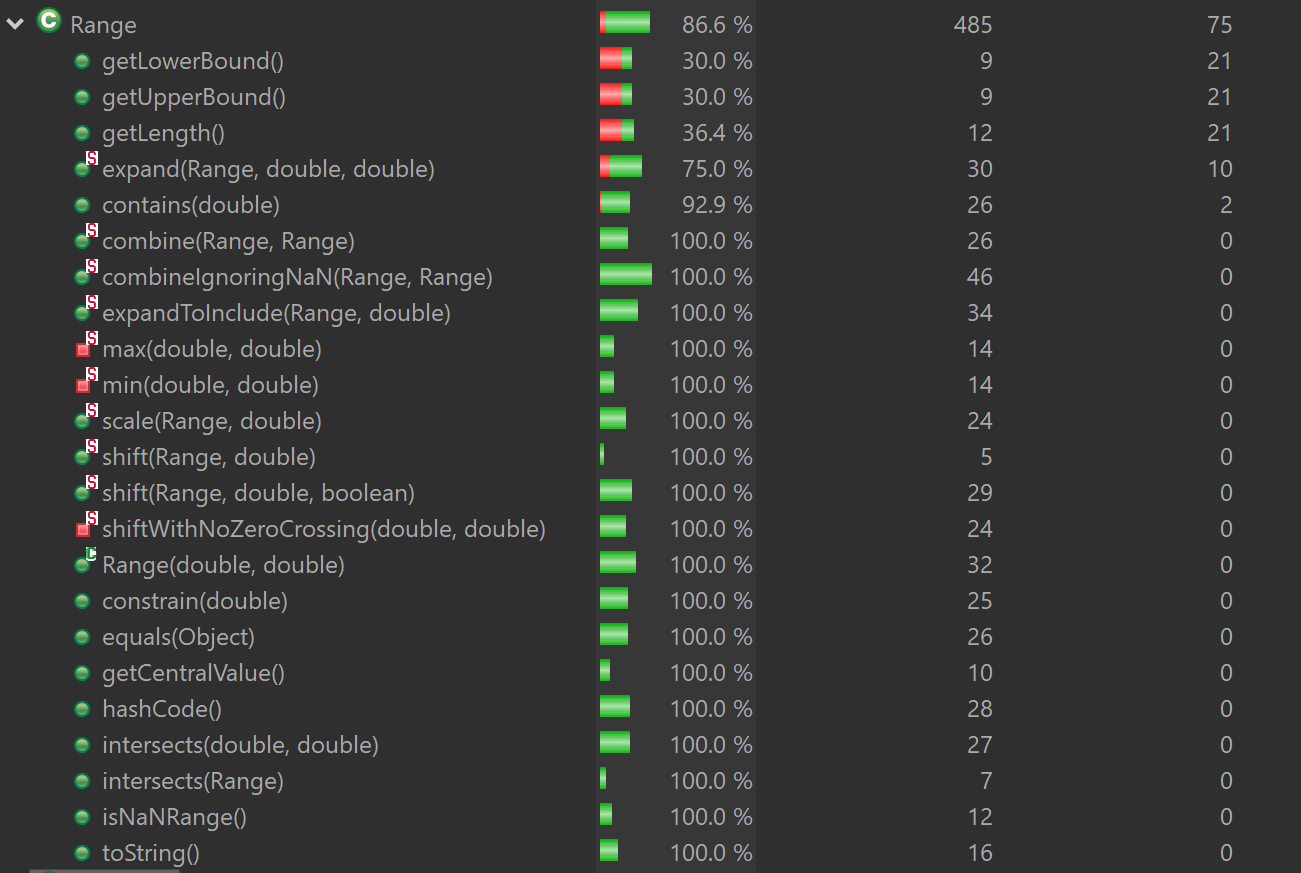 C Range 86.6 % 485 75
getLowerBound() 30.0 % 9 21
getUpperBound() 30.0 % 9 21
getLength() 36.4 % 12 21
S expand(Range, double, double) 75.0 % 30 10
contains(double) 92.9 % 26 2
S combine(Range, Range) 100.0 % 26 0
S combineIgnoringNaN(Range, Range) 100.0 % 46 0
S expandToInclude(Range, double) 100.0 % 34 0
S max(double, double) 100.0 % 14 0
S min(double, double) 100.0 % 14 0
S scale(Range, double) 100.0 % 24 0
S shift(Range, double) 100.0 % 5 0
S shift(Range, double, boolean) 100.0 % 29 0
S shiftWithNoZeroCrossing(double, double) 100.0 % 24 0
C Range(double, double) 100.0 % 32 0
constrain(double) 100.0 % 25 0
equals(Object) 100.0 % 26 0
getCentralValue() 100.0 % 10 0
hashCode() 100.0 % 28 0
intersects(double, double) 100.0 % 27 0
intersects(Range) 100.0 % 7 0
isNaNRange() 100.0 % 12 0
toString() 100.0 % 16 0